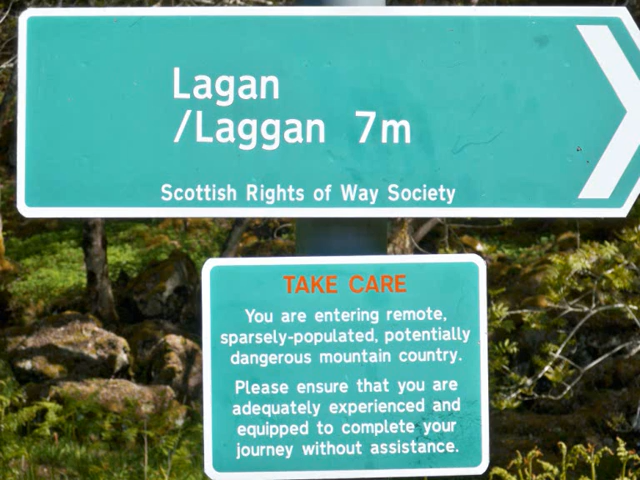 Lagan
/Laggan 7m
Scottish Rights of Way Society
TAKE CARE
You are entering remote,
sparsely-populated, potentially
dangerous mountain country.
Please ensure that you are
adequately experienced and
equipped to complete your
journey without assistance.